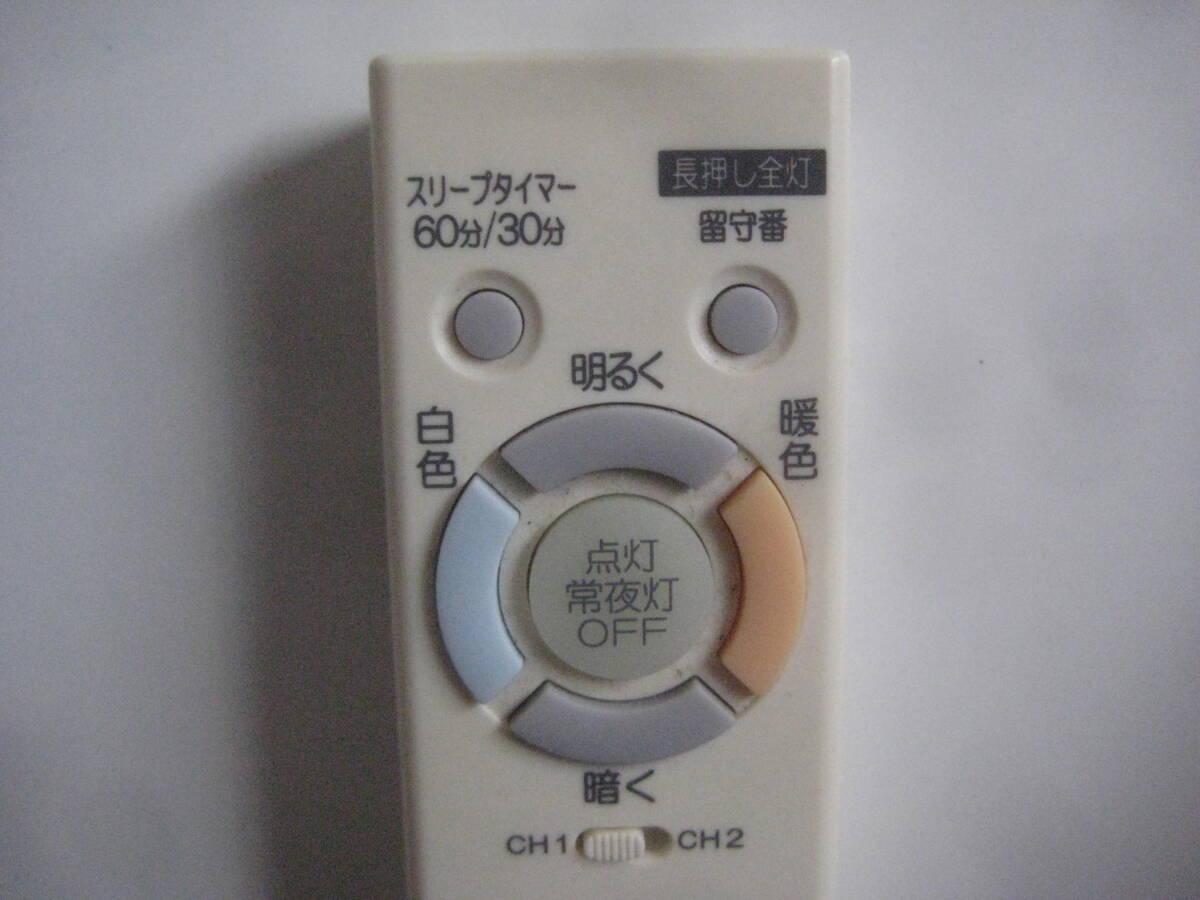 スリープタイマー
60分/30分
長押し全灯
留守番
明るく
白色
暖色
点灯
常夜灯
OFF
暗く
CH1 CH2